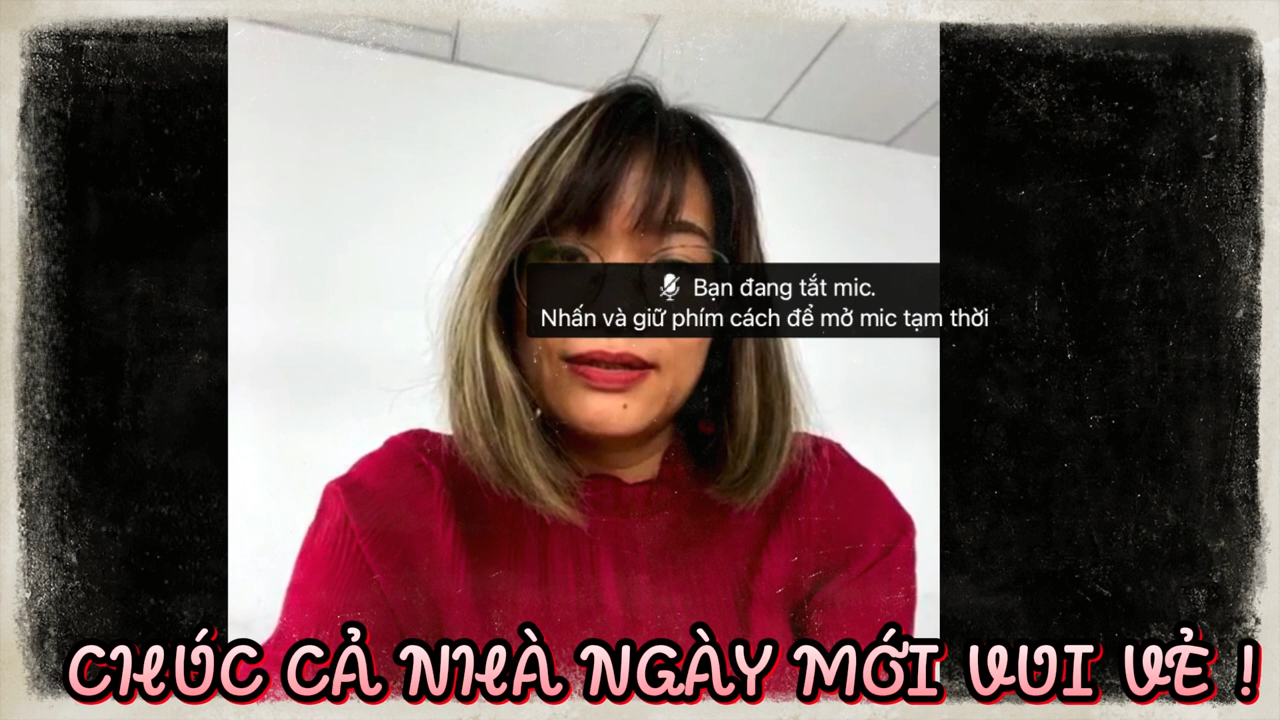 Bạn đang tắt mic.
Nhấn và giữ phím cách để mở mic tạm thời
CHÚC CẢ NHÀ NGÀY MỚI VUI VẺ !